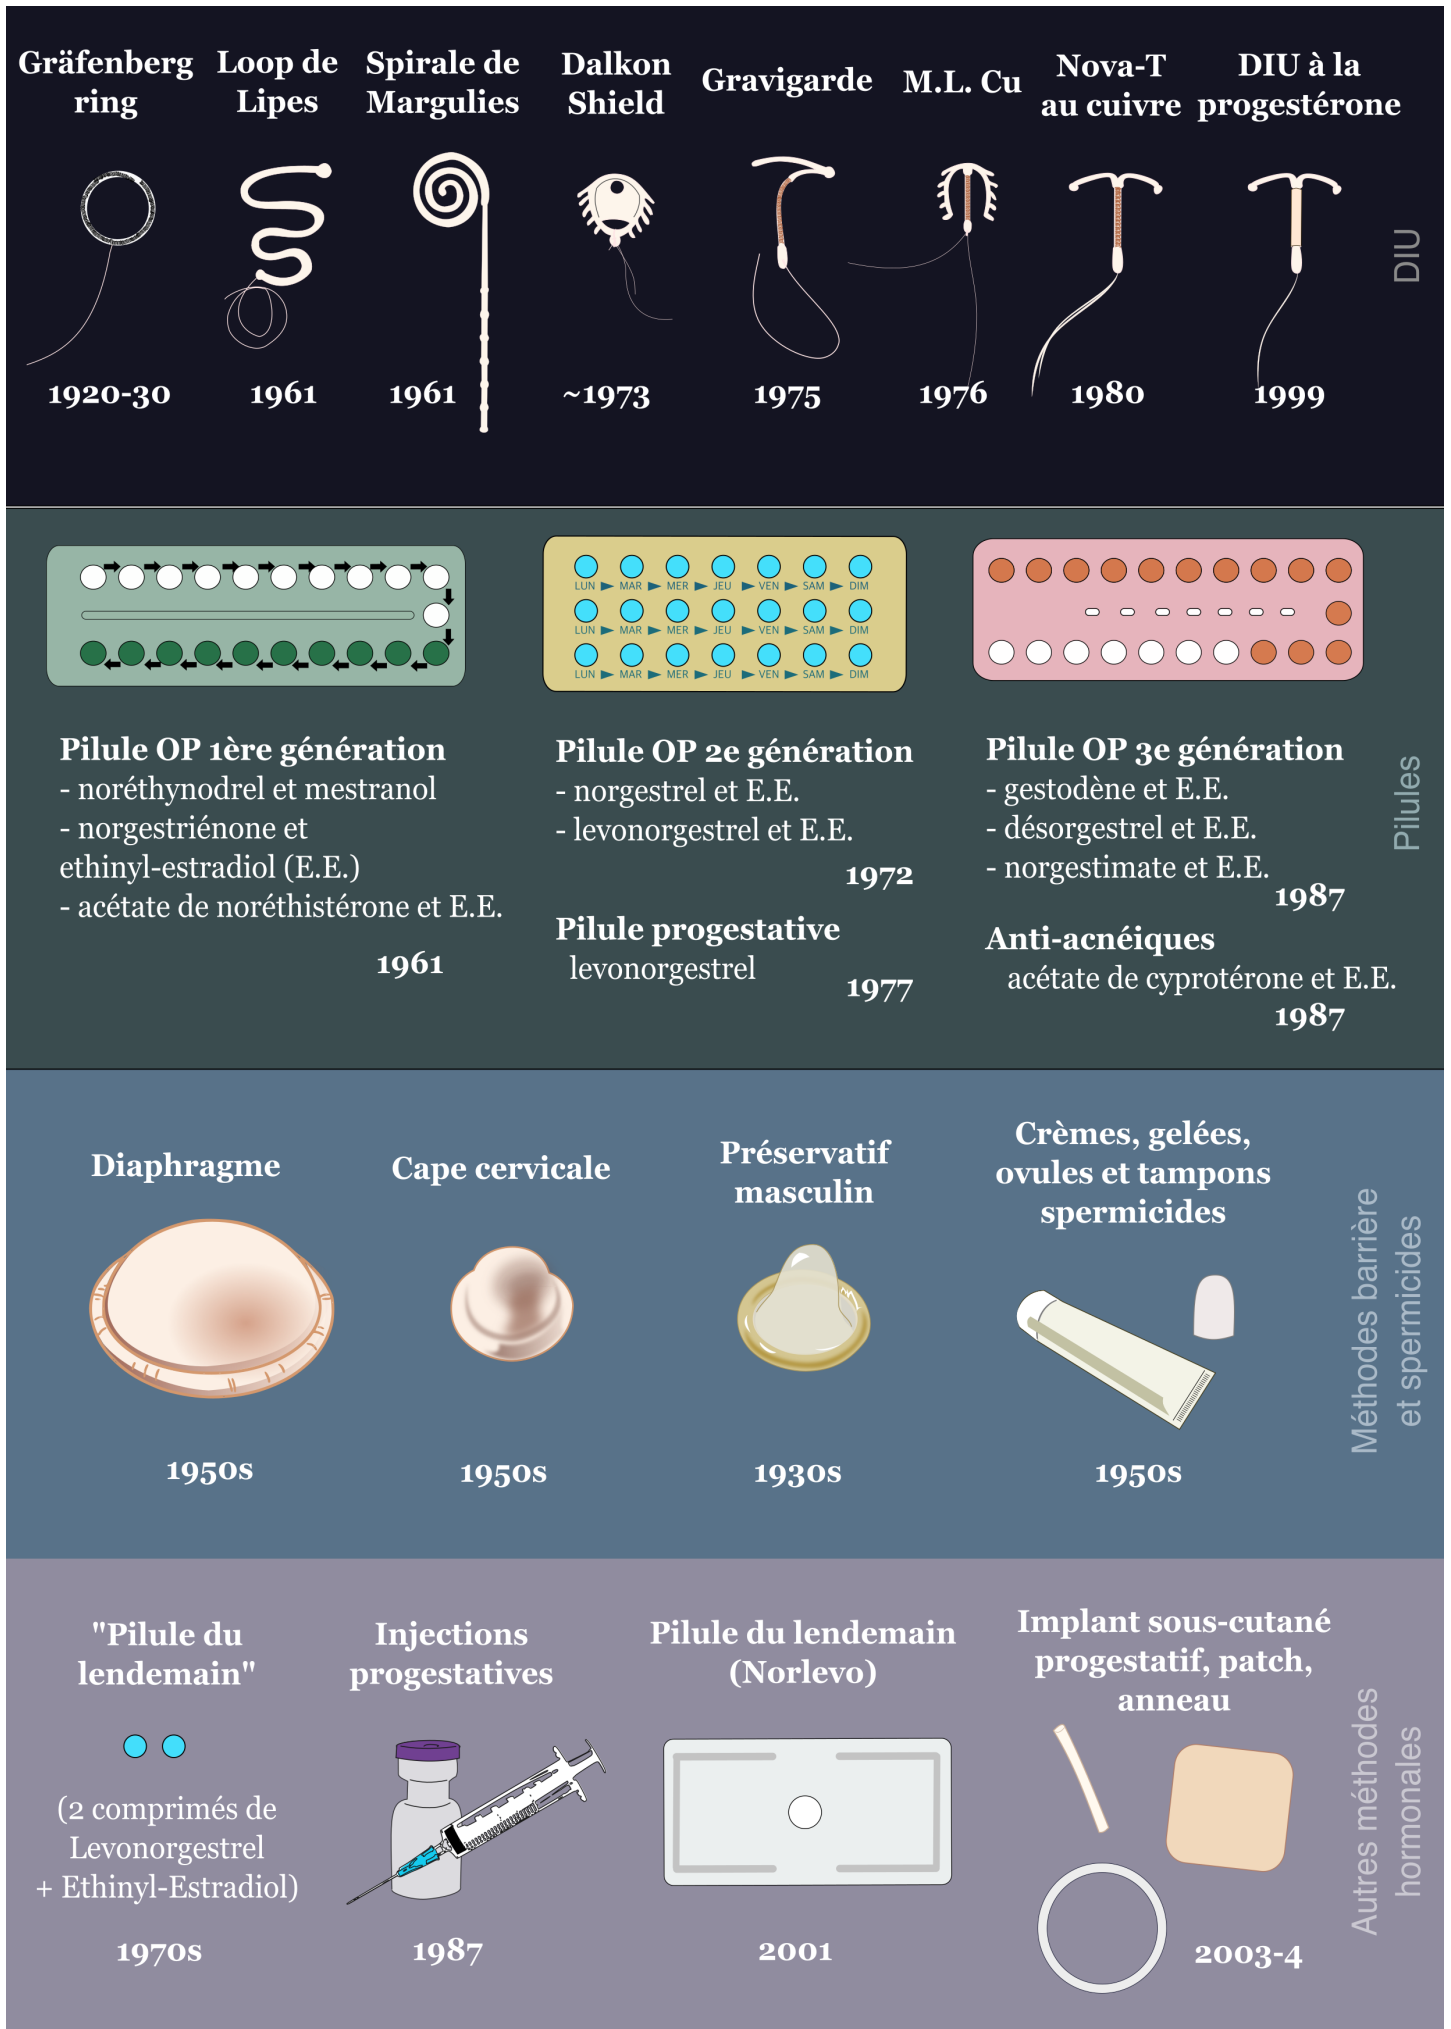 Gräfenberg
ring
Loop de
Lipes
Spirale de
Margulies
Dalkon
Shield
Gravigarde
M.L. Cu
Nova-T
au cuivre
DIU à la
progestérone
1920-30
1961
1961
~1973
1975
1976
1980
1999
DIU
LUN MAR MER JEU VEN SAM DIM
LUN MAR MER JEU VEN SAM DIM
LUN MAR MER JEU VEN SAM DIM
Pilule OP 1ère génération
- noréthynodrel et mestranol
- norgestriénone et
ethinyl-estradiol (E.E.)
- acétate de noréthistérone et E.E.
1961
Pilule OP 2e génération
- norgestrel et E.E.
- levonorgestrel et E.E.
1972
Pilule progestative
levonorgestrel
1977
Pilule OP 3e génération
- gestodène et E.E.
- désorgestrel et E.E.
- norgestimate et E.E.
1987
Anti-acnéiques
acétate de cyprotérone et E.E.
1987
Pilules
Diaphragme
Cape cervicale
Préservatif
masculin
Crèmes, gelées,
ovules et tampons
spermicides
1950s
1950s
1930s
1950s
Méthodes barrière
et spermicides
"Pilule du
lendemain"
(2 comprimés de
Levonorgestrel
+ Ethinyl-Estradiol)
1970s
Injections
progestatives
1987
Pilule du lendemain
(Norlevo)
2001
Implant sous-cutané
progestatif, patch,
anneau
2003-4
Autres méthodes
hormonales